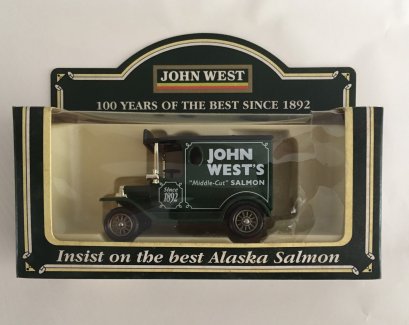 JOHN WEST
100 YEARS OF THE BEST SINCE 1892
JOHN
WEST'S
"Middle-Cut" SALMON
Since
1892
Insist on the best Alaska Salmon